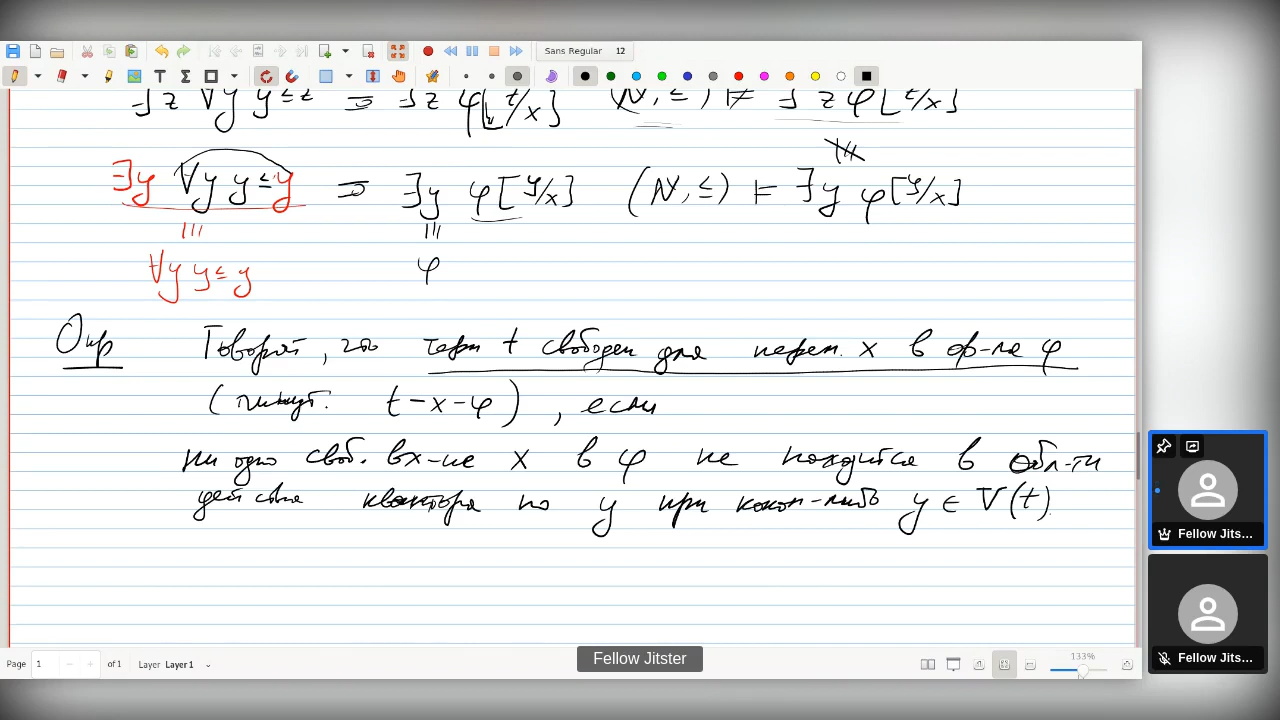 Sans Regular 12
∃z ∀y y≤z ⇒ ∃z φ[t/x] (N, ≤) ⊭ ∃z φ[t/x]
∃y ∀y y≤y ⇒ ∃y φ[y/x] (N, ≤) ⊨ ∃y φ[y/x]
∀y y≤y φ
Опр Говорят, что терм t свободен для перем. x в ф-ле φ
(пишут. t-x-φ), если
ни одно своб. вх-ие x в φ не находится в обл-ти
действия квантора по y при каком-либо y ∈ V(t).
Fellow Jits...
Fellow Jits...
Fellow Jitster
Page 1 of 1 Layer Layer 1 133%